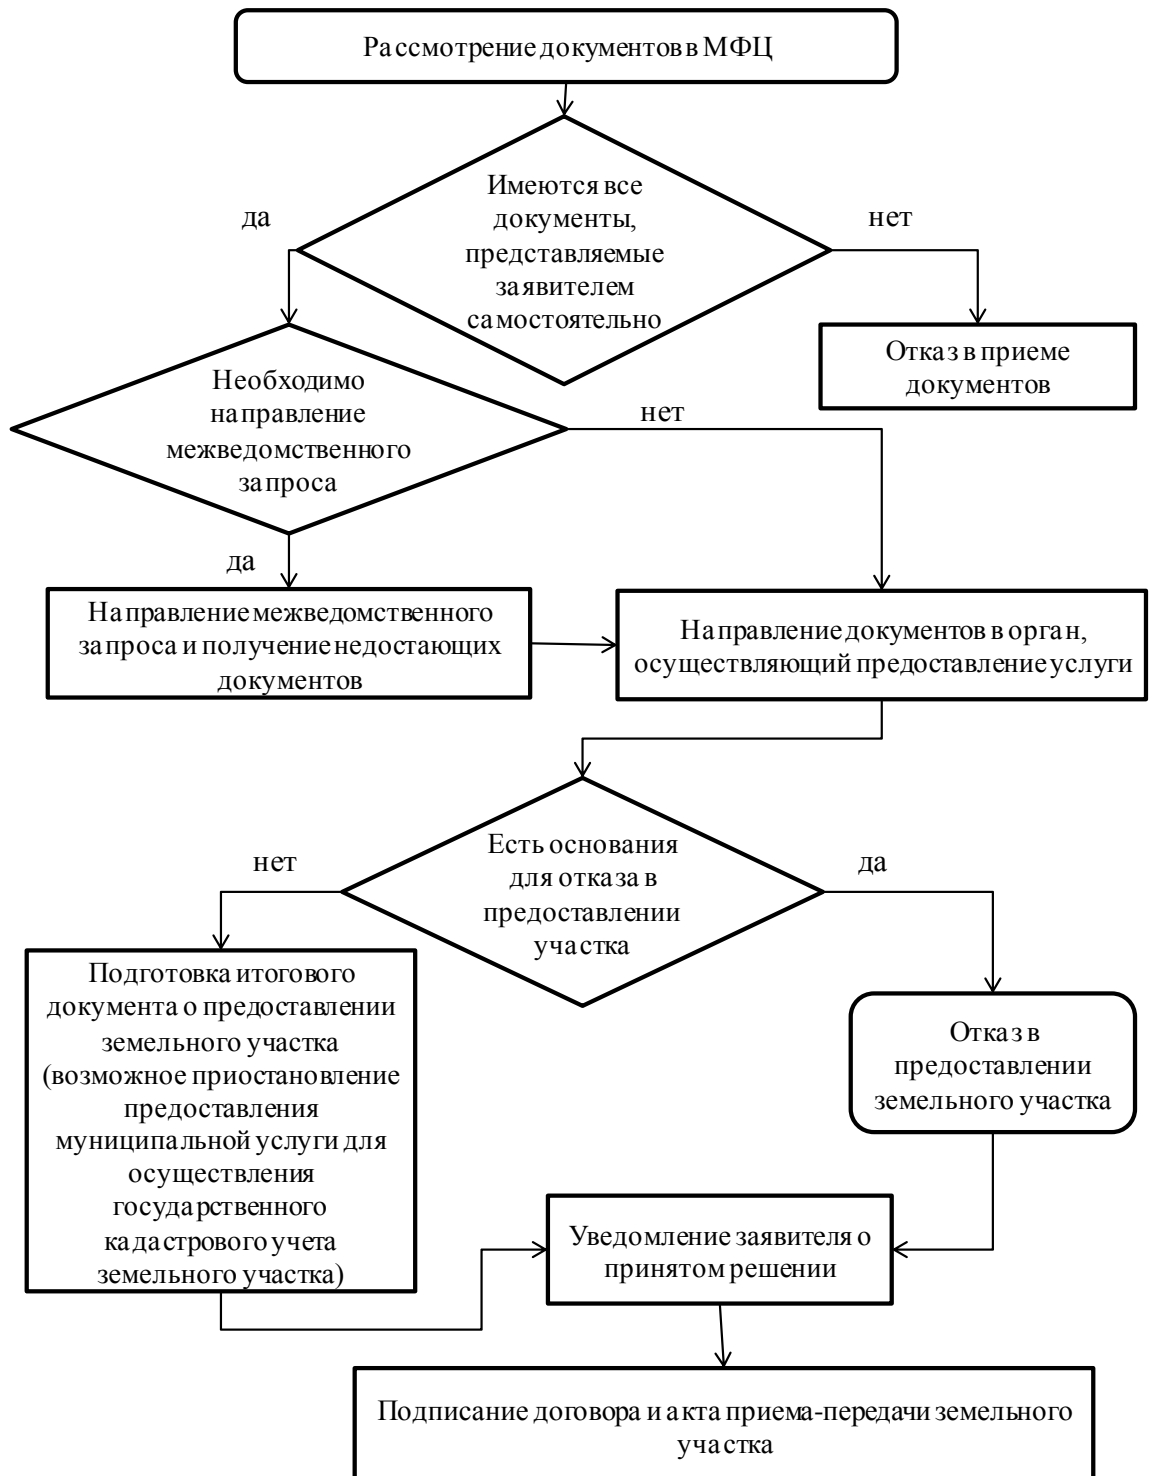 Рассмотрение документов в МФЦ
Имеются все
документы,
представляемые
заявителем
самостоятельно
да
нет
Отказ в приеме
документов
Необходимо
направление
межведомственного
запроса
нет
да
Направление межведомственного
запроса и получение недостающих
документов
Направление документов в орган,
осуществляющий предоставление услуги
Есть основания
для отказа в
предоставлении
участка
нет
да
Подготовка итогового
документа о предоставлении
земельного участка
(возможное приостановление
предоставления
муниципальной услуги для
осуществления
государственного
кадастрового учета
земельного участка)
Отказ в
предоставлении
земельного участка
Уведомление заявителя о
принятом решении
Подписание договора и акта приема-передачи земельного
участка